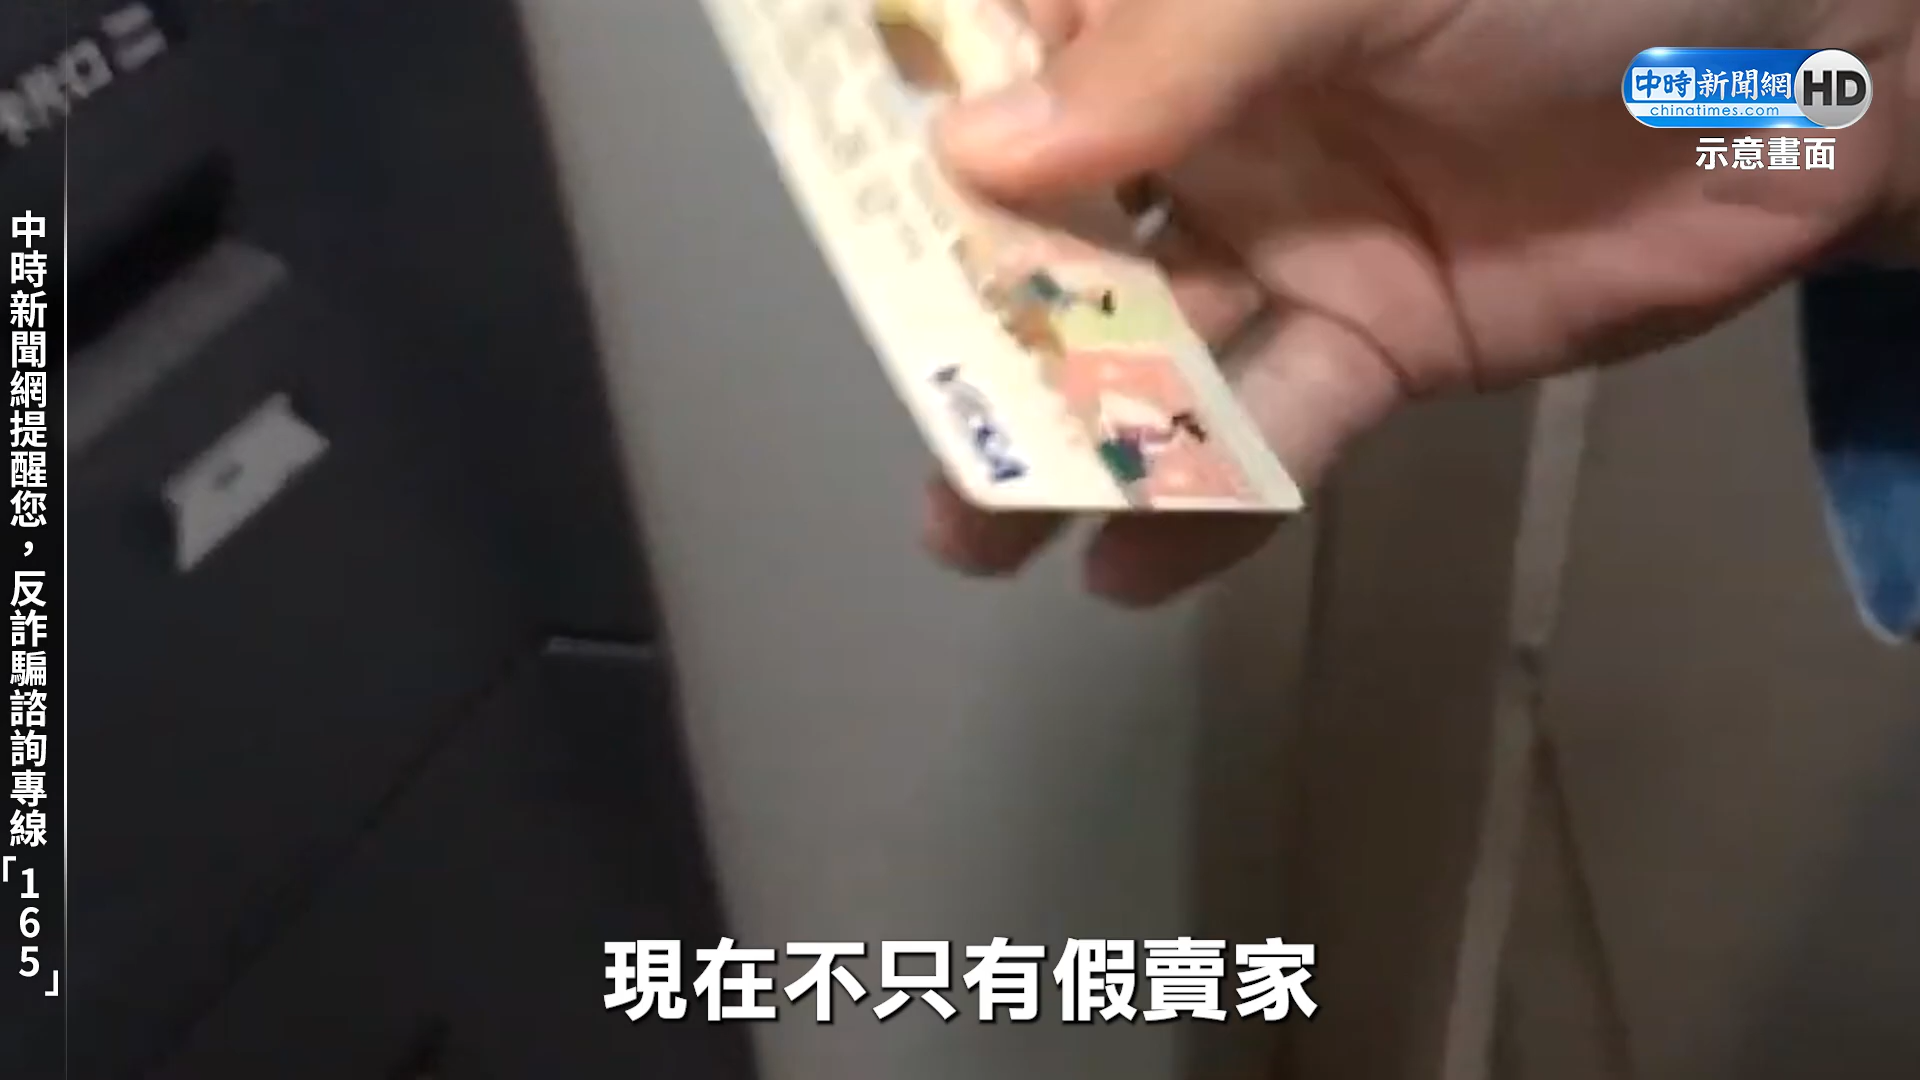 中時新聞網 HD
chinatimes.com
示意畫面
中時新聞網提醒您，反詐騙諮詢專線「165」
VISA
現在不只有假賣家